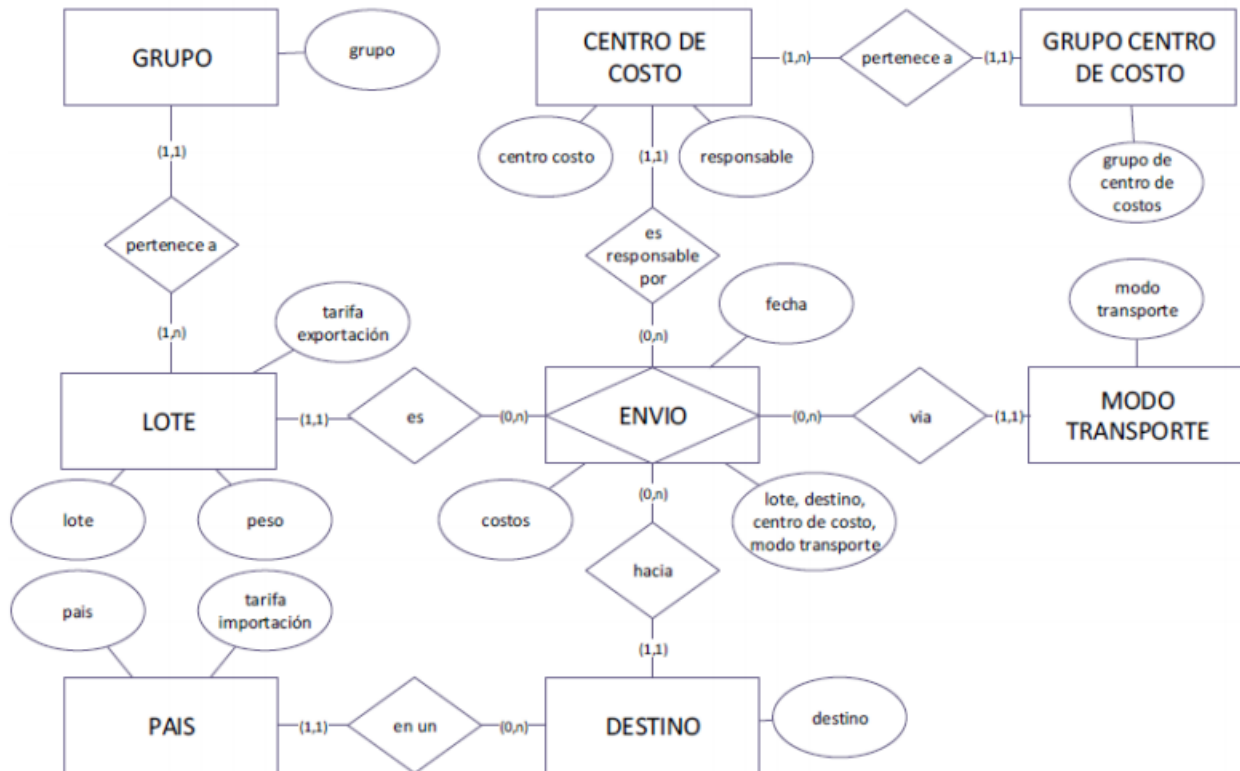 GRUPO
grupo
CENTRO DE
COSTO
(1,n)
pertenece a
(1,1)
GRUPO CENTRO
DE COSTO
(1,1)
centro costo
(1,1)
responsable
grupo de
centro de
costos
pertenece a
es
responsable
por
(1,n)
tarifa
exportación
(0,n)
fecha
modo
transporte
LOTE
(1,1)
es
(0,n)
ENVIO
(0,n)
via
(1,1)
MODO
TRANSPORTE
lote
peso
costos
(0,n)
lote, destino,
centro de costo,
modo transporte
hacia
pais
tarifa
importación
(1,1)
PAIS
(1,1)
en un
(0,n)
DESTINO
destino